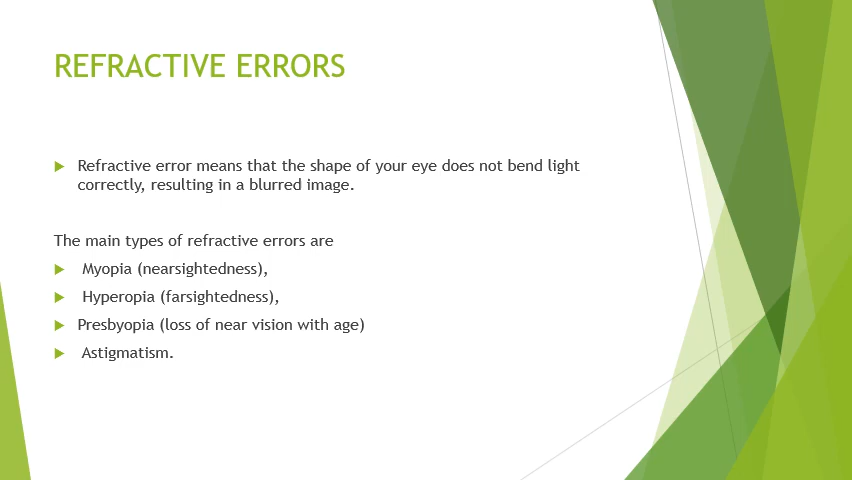 REFRACTIVE ERRORS
Refractive error means that the shape of your eye does not bend light
correctly, resulting in a blurred image.
The main types of refractive errors are
Myopia (nearsightedness),
Hyperopia (farsightedness),
Presbyopia (loss of near vision with age)
Astigmatism.